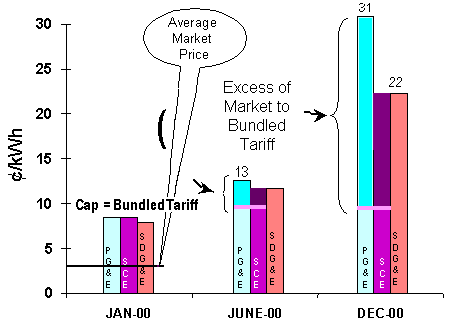 30
25
20
15
10
5
0
¢/kWh
Average
Market
Price
Excess of
Market to
Bundled
Tariff
Cap = Bundled Tariff
31
22
13
PG&E
SCE
SDG&E
PG&E
SCE
SDG&E
PG&E
SCE
SDG&E
JAN-00
JUNE-00
DEC-00